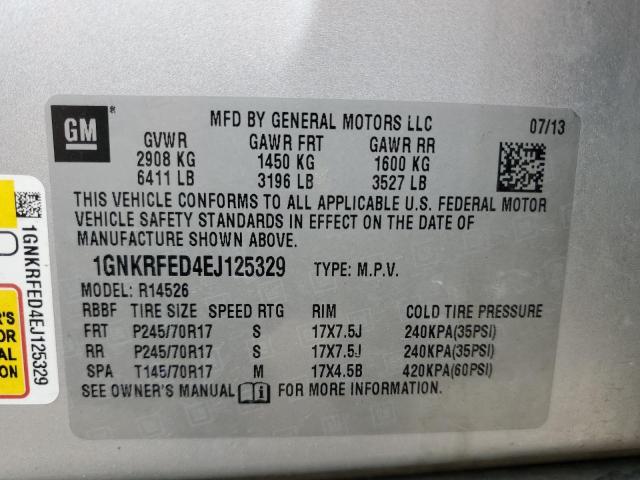 GM
MFD BY GENERAL MOTORS LLC 07/13
GVWR GAWR FRT GAWR RR
2908 KG 1450 KG 1600 KG
6411 LB 3196 LB 3527 LB
THIS VEHICLE CONFORMS TO ALL APPLICABLE U.S. FEDERAL MOTOR
VEHICLE SAFETY STANDARDS IN EFFECT ON THE DATE OF
MANUFACTURE SHOWN ABOVE.
1GNKRFED4EJ125329 TYPE: M.P.V.
MODEL: R14526
RBBF TIRE SIZE SPEED RTG RIM COLD TIRE PRESSURE
FRT P245/70R17 S 17X7.5J 240KPA(35PSI)
RR P245/70R17 S 17X7.5J 240KPA(35PSI)
SPA T145/70R17 M 17X4.5B 420KPA(60PSI)
SEE OWNER'S MANUAL FOR MORE INFORMATION.
1GNKRFED4EJ125329